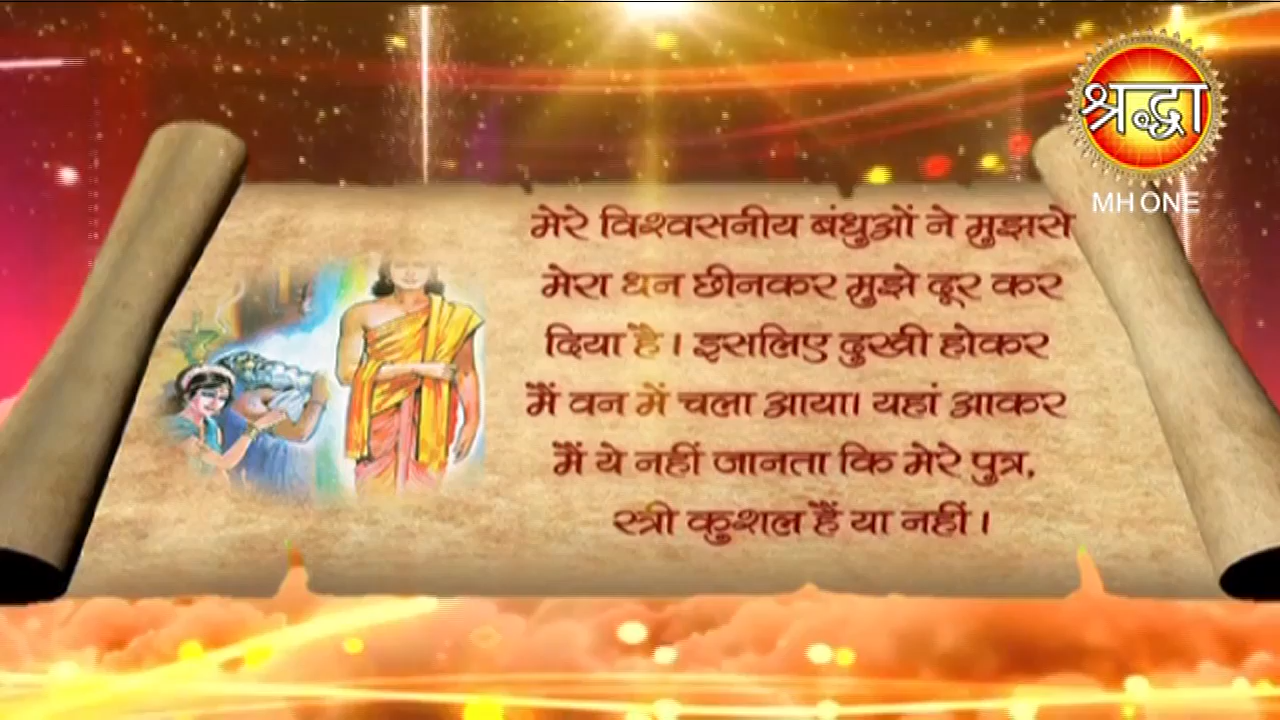 श्रद्धा
MH ONE
मेरे विश्वसनीय बंधुओं ने मुझसे
मेरा धन छीनकर मुझे दूर कर
दिया है। इसलिए दुखी होकर
मैं वन में चला आया। यहां आकर
मैं ये नहीं जानता कि मेरे पुत्र,
स्त्री कुशल हैं या नहीं।